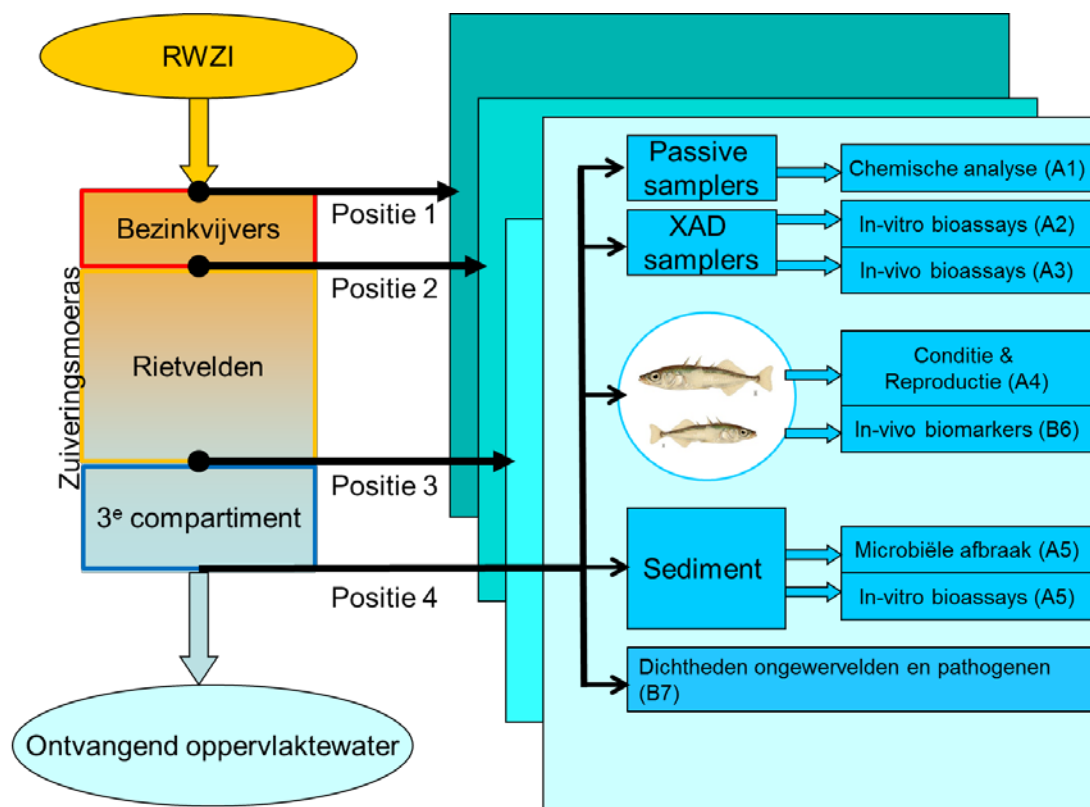 RWZI
Zuiveringsmoeras
Bezinkvijvers
Rietvelden
3e compartiment
Ontvangend oppervlaktewater
Positie 1
Positie 2
Positie 3
Positie 4
Passive
samplers
Chemische analyse (A1)
XAD
samplers
In-vitro bioassays (A2)
In-vivo bioassays (A3)
Conditie &
Reproductie (A4)
In-vivo biomarkers (B6)
Sediment
Microbiële afbraak (A5)
In-vitro bioassays (A5)
Dichtheden ongewervelden en pathogenen
(B7)